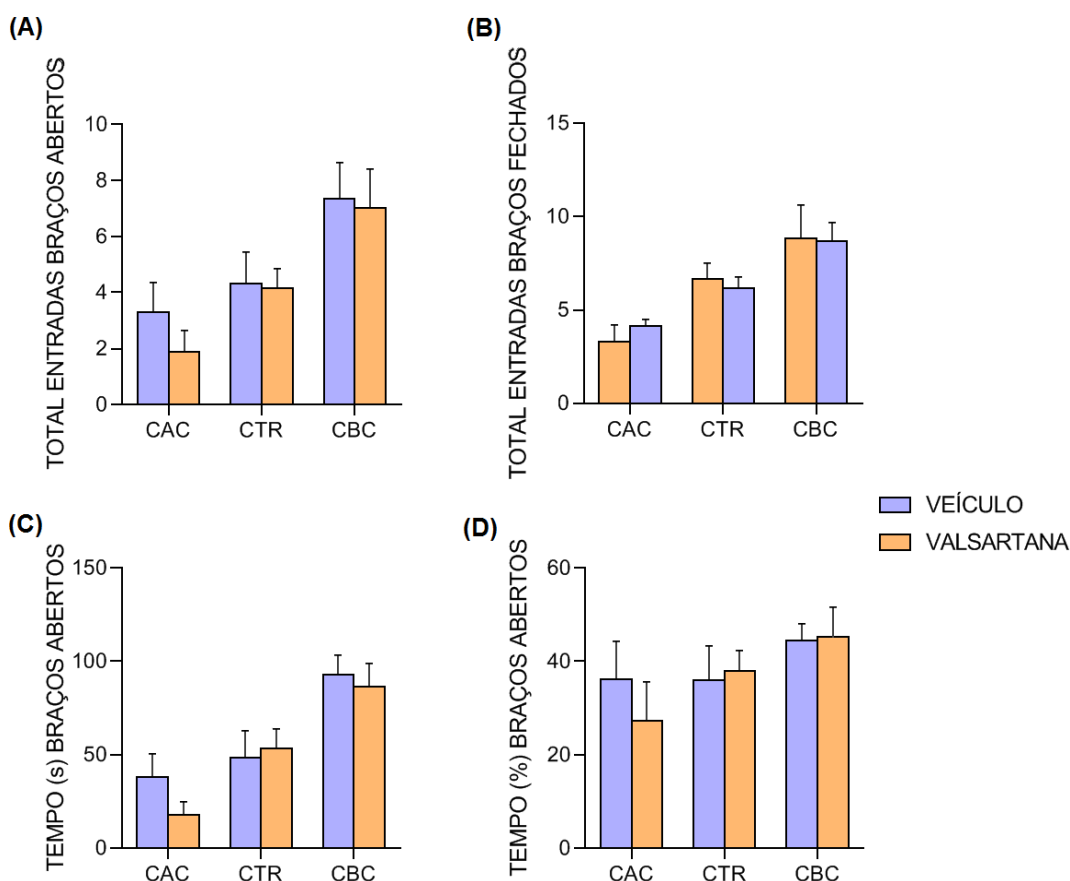 (A)
TOTAL ENTRADAS BRAÇOS ABERTOS
10
8
6
4
2
0
CAC CTR CBC
(B)
TOTAL ENTRADAS BRAÇOS FECHADOS
15
10
5
0
CAC CTR CBC
VEÍCULO
VALSARTANA
(C)
TEMPO (s) BRAÇOS ABERTOS
150
100
50
0
CAC CTR CBC
(D)
TEMPO (%) BRAÇOS ABERTOS
60
40
20
0
CAC CTR CBC